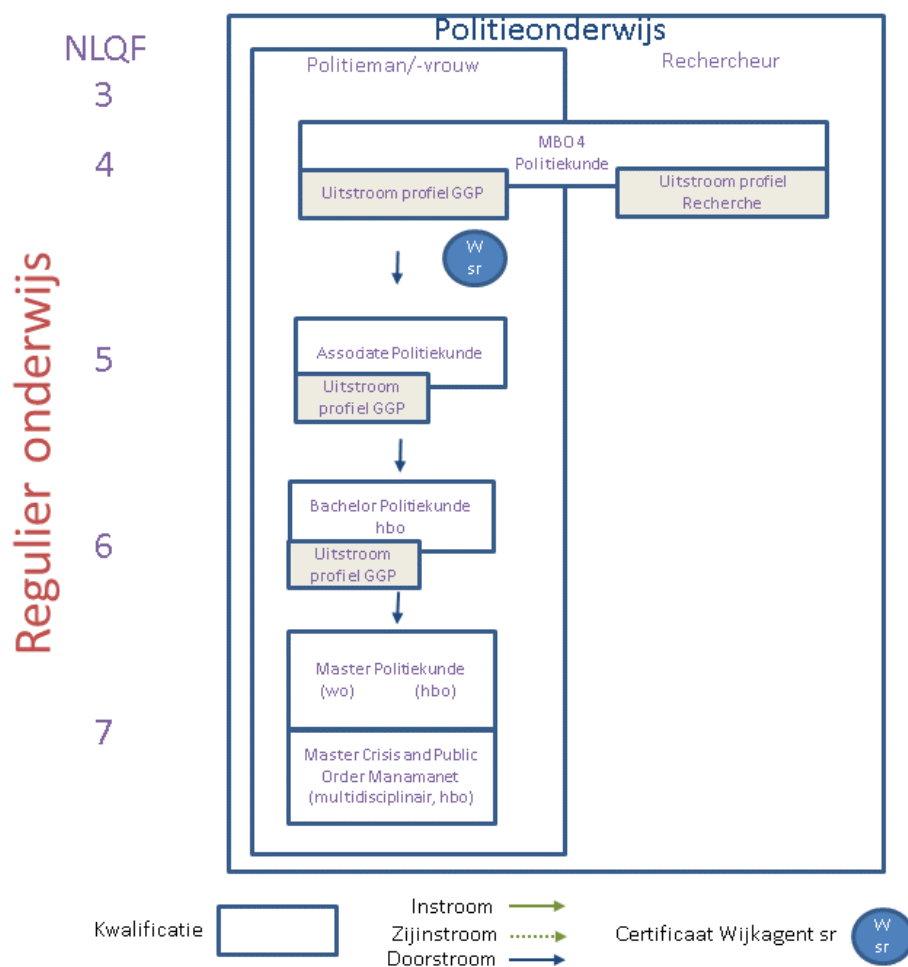 Politieonderwijs
NLQF
Politieman/-vrouw
Rechercheur
3
4
MBO 4
Politiekunde
Uitstroom profiel GGP
Uitstroom profiel
Recherche
W
sr
Regulier onderwijs
5
Associate Politiekunde
Uitstroom
profiel GGP
6
Bachelor Politiekunde
hbo
Uitstroom
profiel GGP
7
Master Politiekunde
(wo) (hbo)
Master Crisis and Public
Order Manamanet
(multidisciplinair, hbo)
Kwalificatie
Instroom
Zijinstroom
Doorstroom
Certificaat Wijkagent sr
W
sr